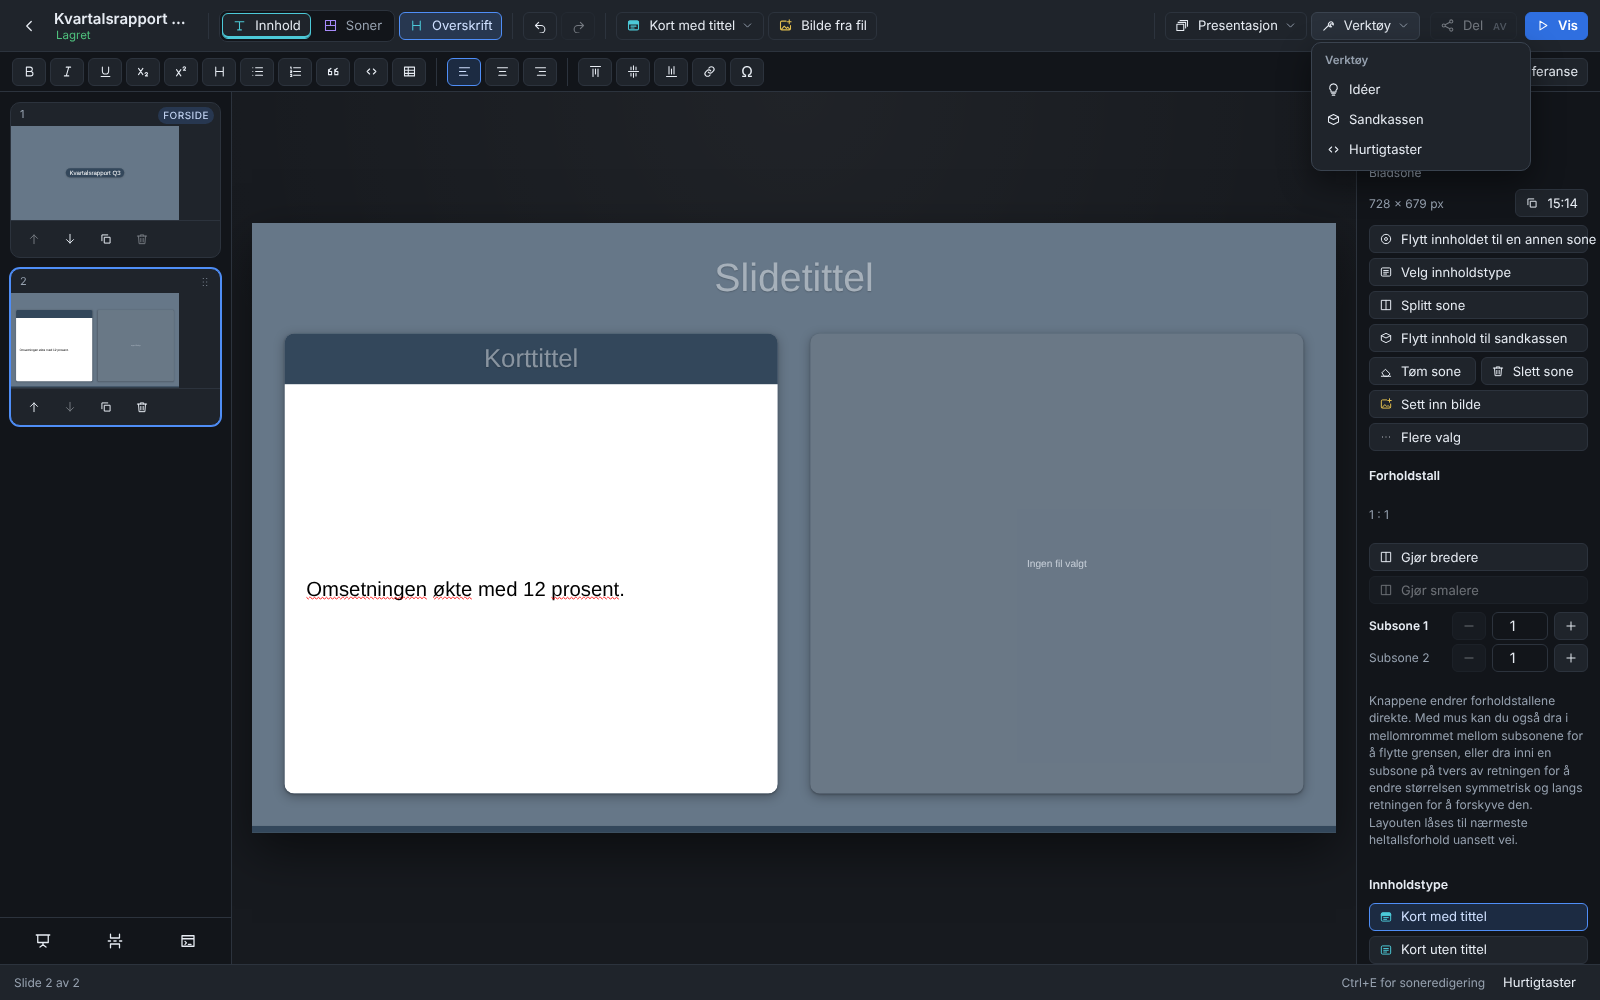 Kvartalsrapport ...
Lagret
Innhold
Soner
Overskrift
Kort med tittel
Bilde fra fil
Presentasjon
Verktøy
Del AV
Vis
B I U x₂ x² H
Ω
feranse
Verktøy
Idéer
Sandkassen
Hurtigtaster
1
FORSIDE
Kvartalsrapport Q3
2
Omsetningen økte med 12 prosent.
Slidetittel
Korttittel
Omsetningen økte med 12 prosent.
Ingen fil valgt
Bladsone
728 × 679 px
15:14
Flytt innholdet til en annen sone
Velg innholdstype
Splitt sone
Flytt innhold til sandkassen
Tøm sone
Slett sone
Sett inn bilde
Flere valg
Forholdstall
1 : 1
Gjør bredere
Gjør smalere
Subsone 1
1
Subsone 2
1
Knappene endrer forholdstallene
direkte. Med mus kan du også dra i
mellomrommet mellom subsonene for
å flytte grensen, eller dra inni en
subsone på tvers av retningen for å
endre størrelsen symmetrisk og langs
retningen for å forskyve den.
Layouten låses til nærmeste
heltallsforhold uansett vei.
Innholdstype
Kort med tittel
Kort uten tittel
Slide 2 av 2
Ctrl+E for soneredigering
Hurtigtaster